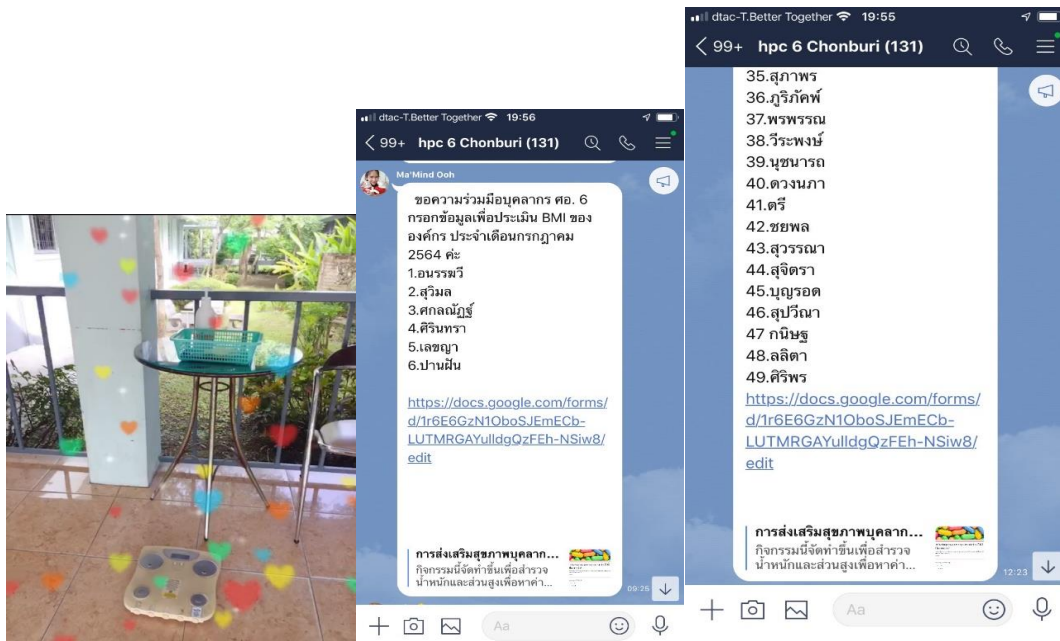 dtac-T.Better Together 19:56
99+ hpc 6 Chonburi (131)
Ma'Mind Ooh
ขอความร่วมมือบุคลากร ศอ. 6
กรอกข้อมูลเพื่อประเมิน BMI ของ
องค์กร ประจำเดือนกรกฎาคม
2564 ค่ะ
1.อนรรฆวี
2.สุวิมล
3.ศกลณัฏฐ์
4.ศิรินทรา
5.เลขญา
6.ปานฝัน
https://docs.google.com/forms/
d/1r6E6GzN1OboSJEmECb-
LUTMRGAYulldgQzFEh-NSiw8/
edit
การส่งเสริมสุขภาพบุคลาก...
กิจกรรมนี้จัดทำขึ้นเพื่อสำรวจ
น้ำหนักและส่วนสูงเพื่อหาค่า...
09:26
Aa
dtac-T.Better Together 19:55
99+ hpc 6 Chonburi (131)
35.สุภาพร
36.ภูริภัคพ์
37.พรพรรณ
38.วีระพงษ์
39.นุชนารถ
40.ดวงนภา
41.ตรี
42.ชยพล
43.สุวรรณา
44.สุจิตรา
45.บุญรอด
46.สุปวีณา
47 กนิษฐ
48.ลลิตา
49.ศิริพร
https://docs.google.com/forms/
d/1r6E6GzN1OboSJEmECb-
LUTMRGAYulldgQzFEh-NSiw8/
edit
การส่งเสริมสุขภาพบุคลาก...
กิจกรรมนี้จัดทำขึ้นเพื่อสำรวจ
น้ำหนักและส่วนสูงเพื่อหาค่า...
12:23
Aa